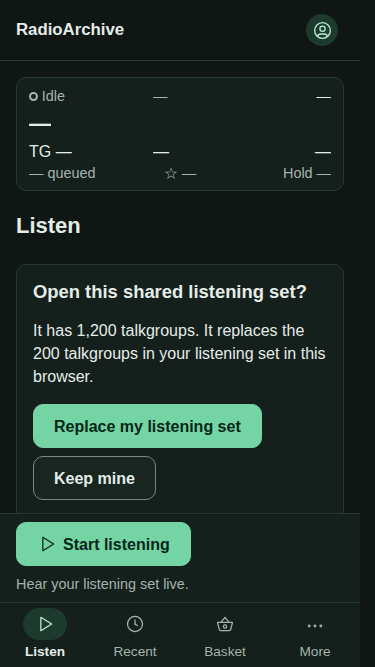 RadioArchive
Idle — —
—
TG — — —
— queued ☆ — Hold —
Listen
Open this shared listening set?
It has 1,200 talkgroups. It replaces the
200 talkgroups in your listening set in this
browser.
Replace my listening set
Keep mine
Start listening
Hear your listening set live.
Listen Recent Basket More